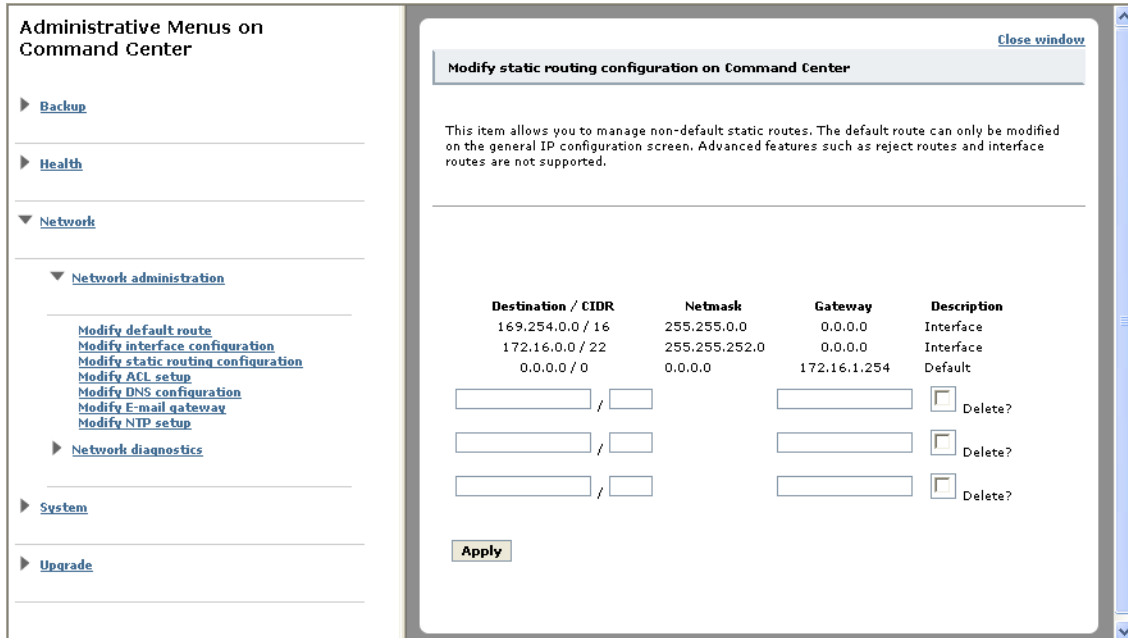 Administrative Menus on
Command Center
Backup
Health
Network
Network administration
Modify default route
Modify interface configuration
Modify static routing configuration
Modify ACL setup
Modify DNS configuration
Modify E-mail gateway
Modify NTP setup
Network diagnostics
System
Upgrade
Close window
Modify static routing configuration on Command Center
This item allows you to manage non-default static routes. The default route can only be modified
on the general IP configuration screen. Advanced features such as reject routes and interface
routes are not supported.
Destination / CIDR Netmask Gateway Description
169.254.0.0 / 16 255.255.0.0 0.0.0.0 Interface
172.16.0.0 / 22 255.255.252.0 0.0.0.0 Interface
0.0.0.0 / 0 0.0.0.0 172.16.1.254 Default
/ Delete?
/ Delete?
/ Delete?
Apply